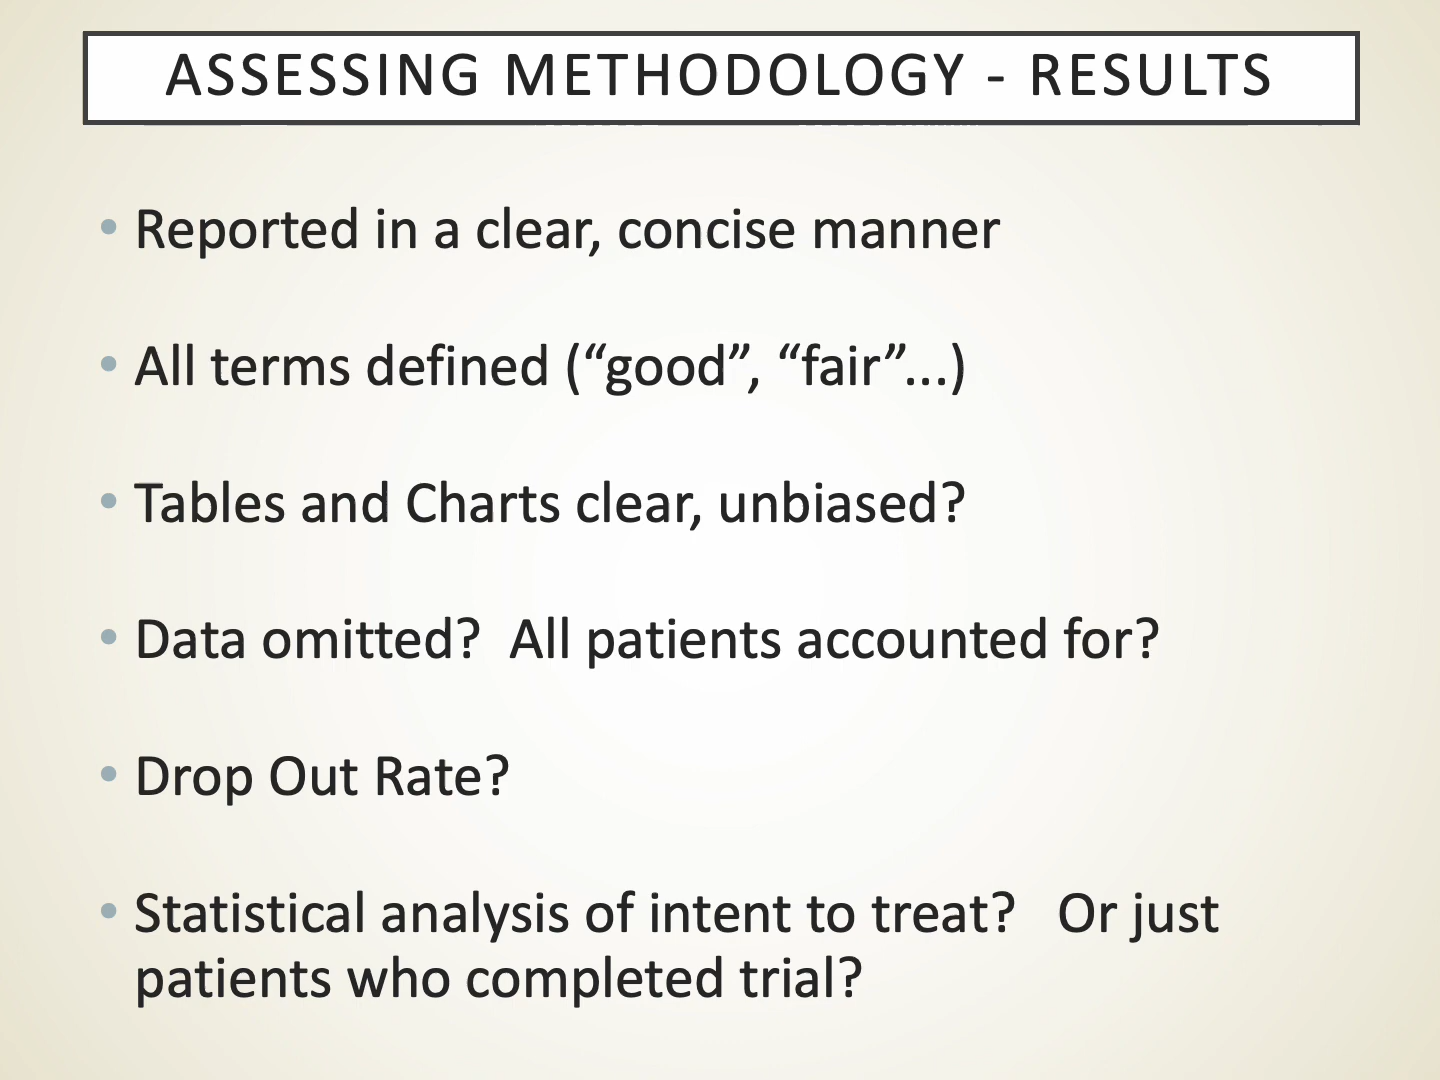 ASSESSING METHODOLOGY - RESULTS
• Reported in a clear, concise manner
• All terms defined (“good”, “fair”...)
• Tables and Charts clear, unbiased?
• Data omitted?  All patients accounted for?
• Drop Out Rate?
• Statistical analysis of intent to treat?   Or just
patients who completed trial?